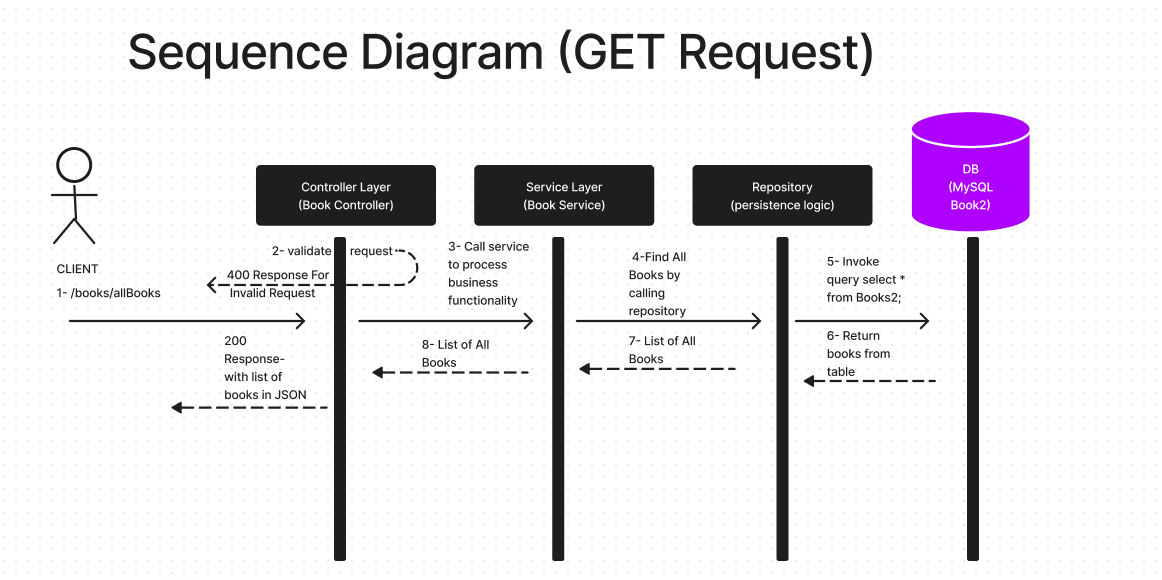 Sequence Diagram (GET Request)
Controller Layer
(Book Controller)
Service Layer
(Book Service)
Repository
(persistence logic)
DB
(MySQL
Book2)
CLIENT
1- /books/allBooks
2- validate request
400 Response For
Invalid Request
3- Call service
to process
business
functionality
4-Find All
Books by
calling
repository
5- Invoke
query select *
from Books2;
6- Return
books from
table
7- List of All
Books
8- List of All
Books
200
Response-
with list of
books in JSON